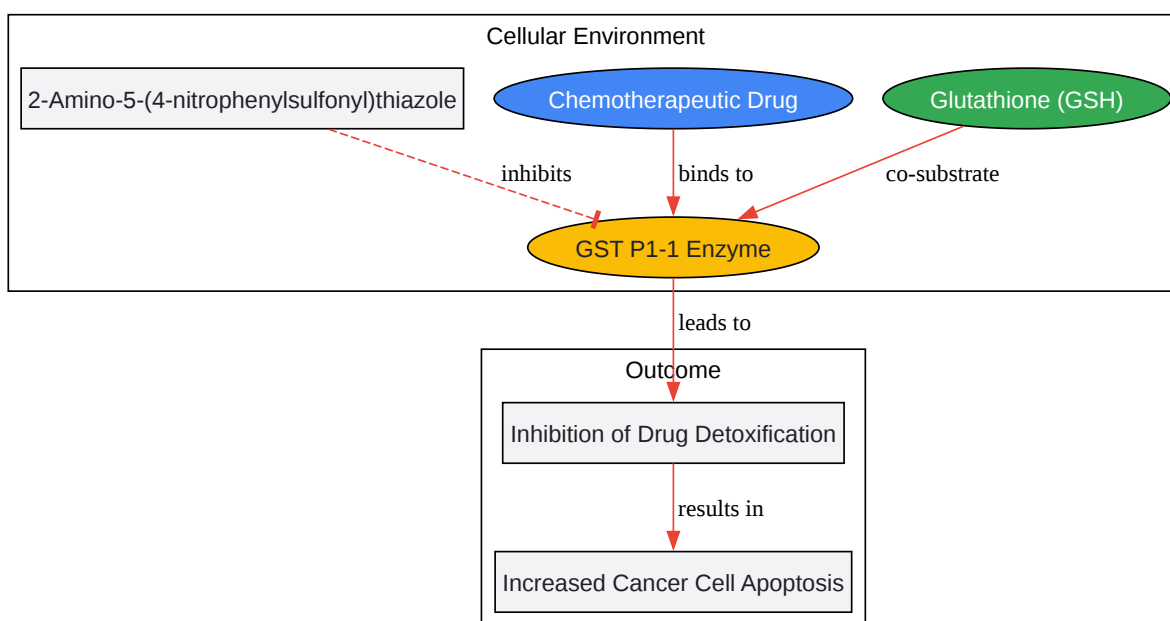 Cellular Environment
2-Amino-5-(4-nitrophenylsulfonyl)thiazole
Chemotherapeutic Drug
Glutathione (GSH)
inhibits
binds to
co-substrate
GST P1-1 Enzyme
leads to
Outcome
Inhibition of Drug Detoxification
results in
Increased Cancer Cell Apoptosis